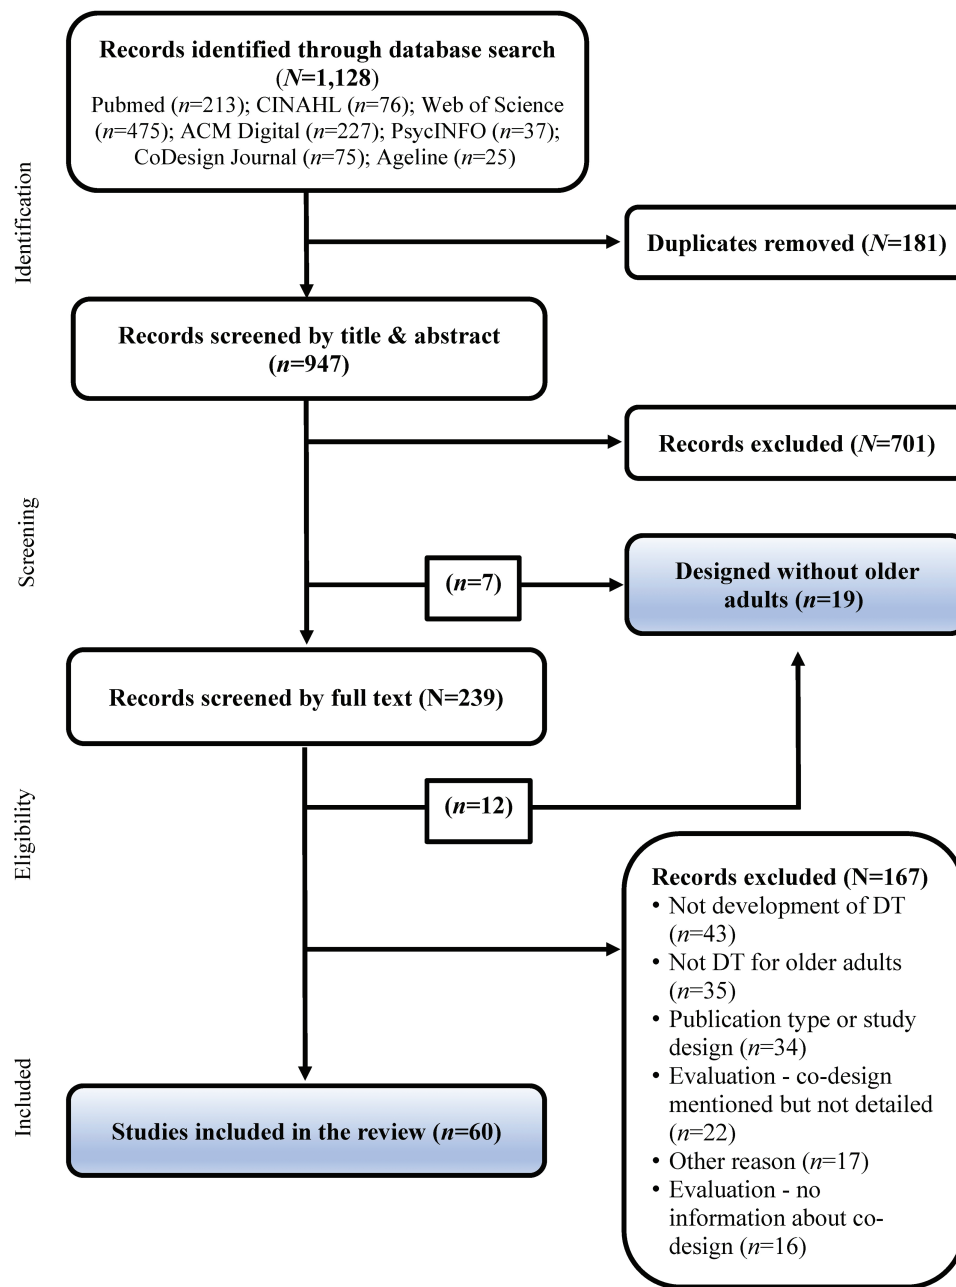 Records identified through database search
(N=1,128)
Pubmed (n=213); CINAHL (n=76); Web of Science
(n=475); ACM Digital (n=227); PsycINFO (n=37);
CoDesign Journal (n=75); Ageline (n=25)
Identification
Duplicates removed (N=181)
Records screened by title & abstract
(n=947)
Records excluded (N=701)
Screening
(n=7)
Designed without older
adults (n=19)
Records screened by full text (N=239)
(n=12)
Eligibility
Records excluded (N=167)
• Not development of DT
(n=43)
• Not DT for older adults
(n=35)
• Publication type or study
design (n=34)
• Evaluation - co-design
mentioned but not detailed
(n=22)
• Other reason (n=17)
• Evaluation - no
information about co-
design (n=16)
Included
Studies included in the review (n=60)